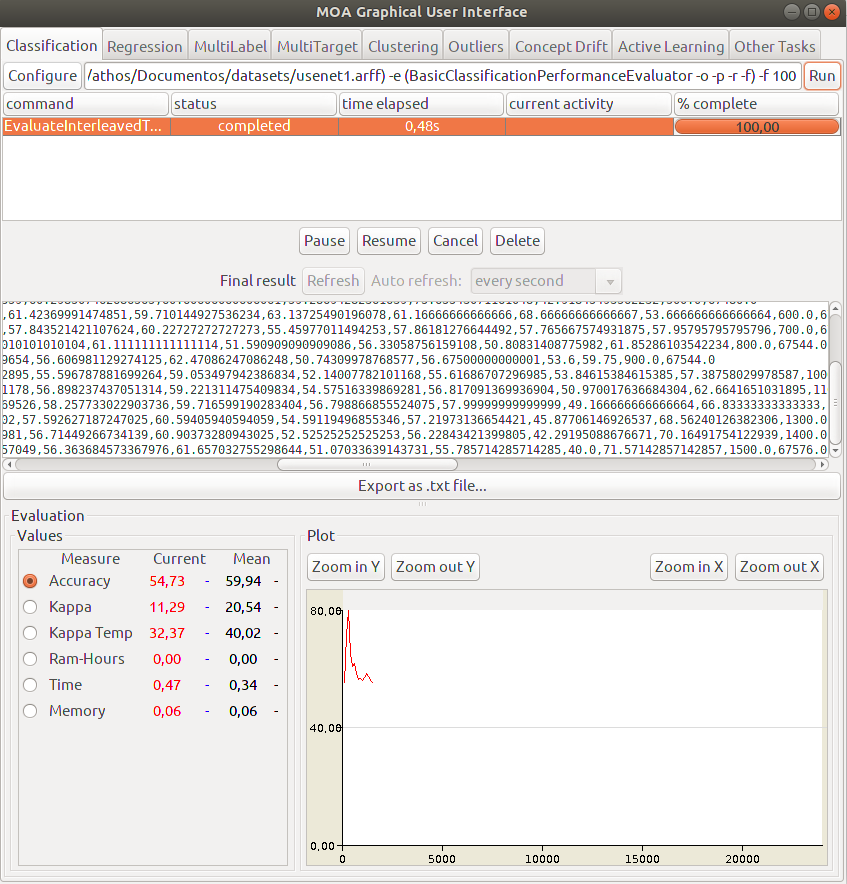 MOA Graphical User Interface
Classification Regression MultiLabel MultiTarget Clustering Outliers Concept Drift Active Learning Other Tasks
Configure /athos/Documentos/datasets/usenet1.arff) -e (BasicClassificationPerformanceEvaluator -o -p -r -f) -f 100 Run
command status time elapsed current activity % complete
EvaluateInterleavedT... completed 0,48s 100,00
Pause Resume Cancel Delete
Final result Refresh Auto refresh: every second
,61.42369991474851,59.710144927536234,63.13725490196078,61.16666666666666,68.66666666666667,53.666666666666664,600.0,6
,57.843521421107624,60.22727272727273,55.45977011494253,57.86181276644492,57.765667574931875,57.95795795795796,700.0,6
010101010104,61.111111111111114,51.590909090909086,56.33058756159108,50.80831408775982,61.85286103542234,800.0,67544.0
9654,56.606981129274125,62.47086247086248,50.74309978768577,56.67500000000001,53.6,59.75,900.0,67544.0
2895,55.596787881699264,59.053497942386834,52.14007782101168,55.61686707296985,53.84615384615385,57.38758029978587,100
1178,56.898237437051314,59.221311475409834,54.57516339869281,56.817091369936904,50.970017636684304,62.6641651031895,11
69526,58.257733022903736,59.716599190283404,56.798866855524075,57.99999999999999,49.166666666666664,66.83333333333333,
02,57.592627187247025,60.59405940594059,54.59119496855346,57.21973136654421,45.87706146926537,68.56240126382306,1300.0
981,56.71449266734139,60.90373280943025,52.52525252525253,56.22843421399805,42.29195088676671,70.16491754122939,1400.0
57049,56.363684573367976,61.657032755298644,51.07033639143731,55.785714285714285,40.0,71.57142857142857,1500.0,67576.0
Export as .txt file...
Evaluation
Values
Measure Current Mean
Accuracy 54,73 - 59,94 -
Kappa 11,29 - 20,54 -
Kappa Temp 32,37 - 40,02 -
Ram-Hours 0,00 - 0,00 -
Time 0,47 - 0,34 -
Memory 0,06 - 0,06 -
Plot
Zoom in Y Zoom out Y Zoom in X Zoom out X
80,00
40,00
0,00
0 5000 10000 15000 20000